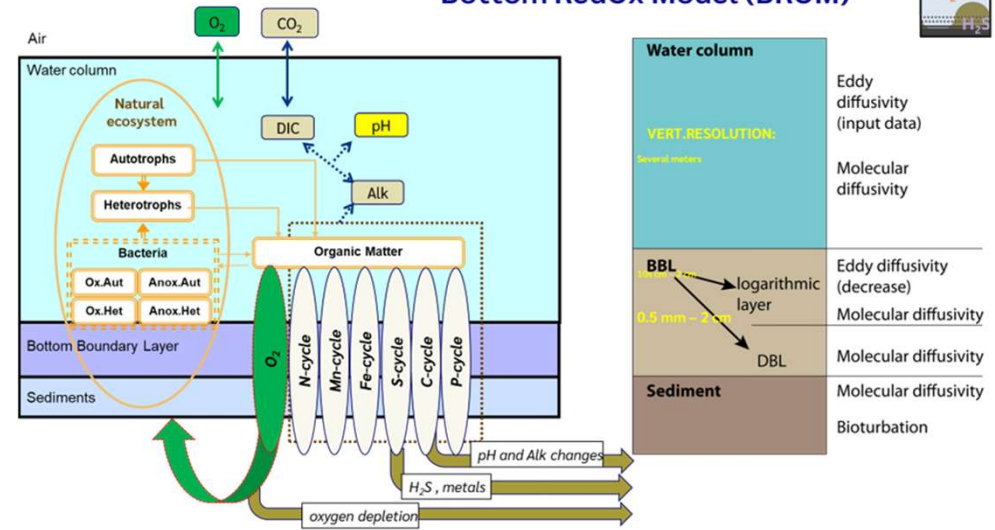 Bottom RedOx Model (BROM)
H₂S
O₂
CO₂
Air
Water column
Natural
ecosystem
DIC
pH
Autotrophs
Alk
Heterotrophs
Bacteria
Organic Matter
Ox.Aut
Anox.Aut
Ox.Het
Anox.Het
Bottom Boundary Layer
Sediments
O₂
N-cycle
Mn-cycle
Fe-cycle
S-cycle
C-cycle
P-cycle
pH and Alk changes
H₂S , metals
oxygen depletion
Water column
VERT.RESOLUTION:
Several meters
Eddy
diffusivity
(input data)
Molecular
diffusivity
BBL
logarithmic
layer
0.5 mm – 2 cm
DBL
Eddy diffusivity
(decrease)
Molecular diffusivity
Molecular diffusivity
Sediment
Molecular diffusivity
Bioturbation